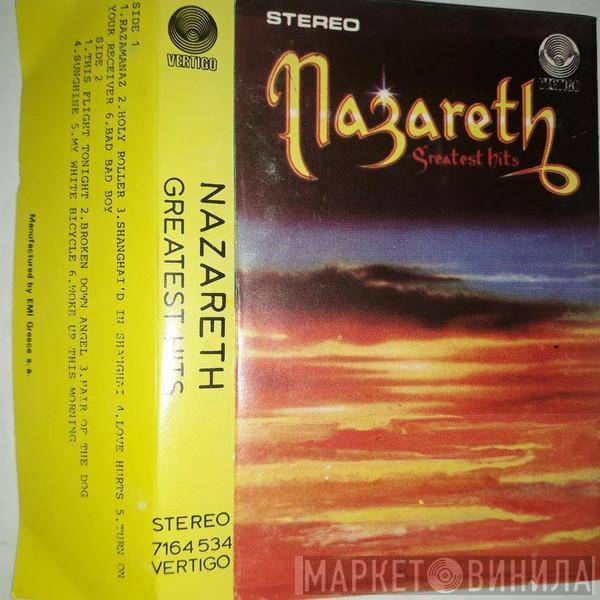 STEREO
VERTIGO
Nazareth
Greatest hits
VERTIGO
NAZARETH
GREATEST HITS
STEREO
7164 534
VERTIGO
SIDE 1
1.RAZAMANAZ 2.HOLY ROLLER 3.SHANGHAI'D IN SHANGHAI 4.LOVE HURTS 5.TURN ON
YOUR RECEIVER 6.BAD BAD BOY
SIDE 2
1.THIS FLIGHT TONIGHT 2.BROKEN DOWN ANGEL 3.HAIR OF THE DOG
4.SUNSHINE 5.MY WHITE BICYCLE 6.WOKE UP THIS MORNING
Manufactured by EMI Greece s.a.
МАРКЕТ ВИНИЛА